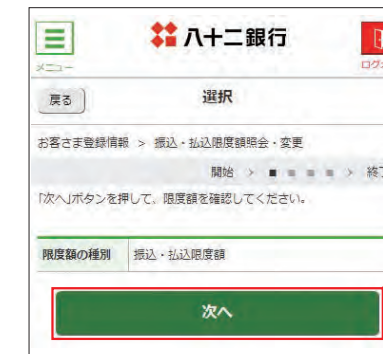 八十二銀行
メニュー
戻る
選択
お客さま登録情報 > 振込・払込限度額照会・変更
開始 > ■ ■ ■ ■ > 終了
「次へ」ボタンを押して、限度額を確認してください。
限度額の種別 振込・払込限度額
次へ